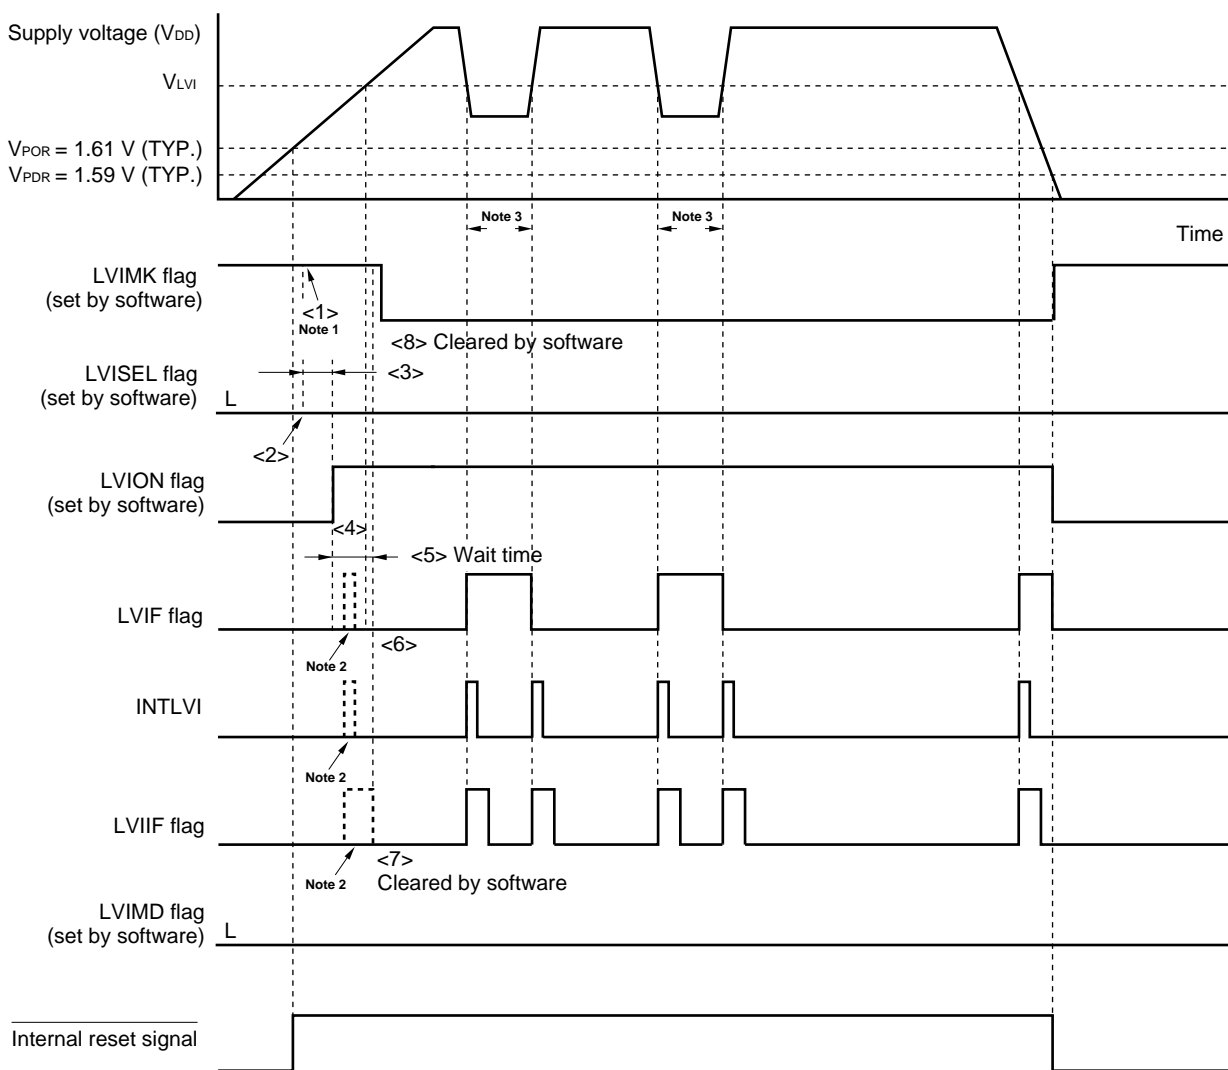 Supply voltage (VDD)
VLVI
VPOR = 1.61 V (TYP.)
VPDR = 1.59 V (TYP.)
Note 3
Note 3
Time
LVIMK flag
(set by software)
<1>
Note 1
<8> Cleared by software
LVISEL flag
(set by software)
L
<3>
<2>
LVION flag
(set by software)
<4>
<5> Wait time
LVIF flag
Note 2
<6>
INTLVI
Note 2
LVIIF flag
Note 2
<7>
Cleared by software
LVIMD flag
(set by software)
L
Internal reset signal